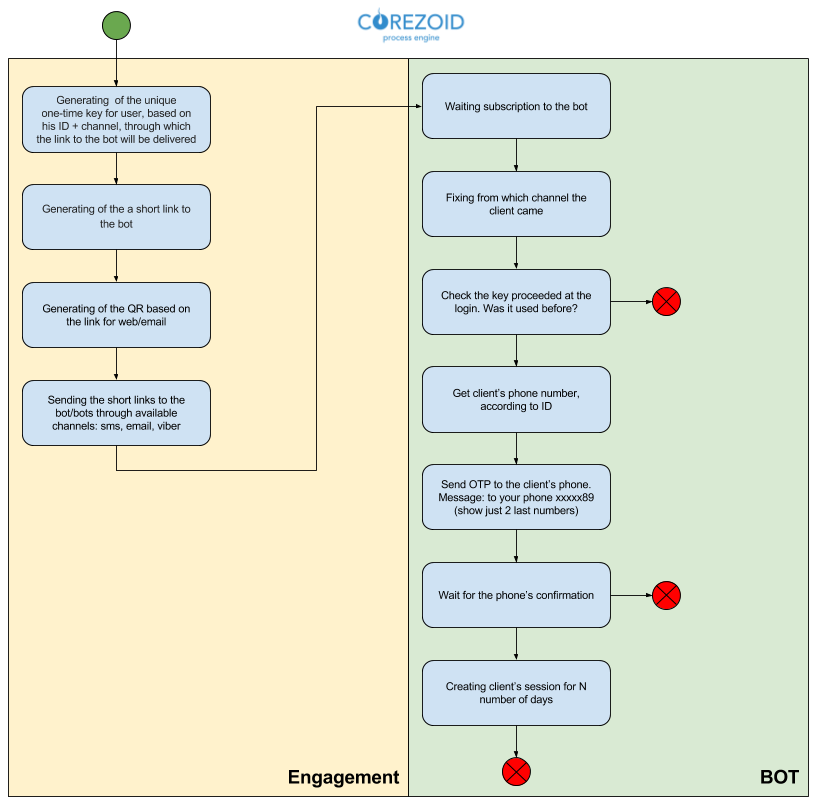 COREZOID
process engine
Generating of the unique
one-time key for user, based on
his ID + channel, through which
the link to the bot will be delivered
Generating of the a short link to
the bot
Generating of the QR based on
the link for web/email
Sending the short links to the
bot/bots through available
channels: sms, email, viber
Engagement
Waiting subscription to the bot
Fixing from which channel the
client came
Check the key proceeded at the
login. Was it used before?
Get client's phone number,
according to ID
Send OTP to the client's phone.
Message: to your phone xxxxx89
(show just 2 last numbers)
Wait for the phone's confirmation
Creating client's session for N
number of days
BOT